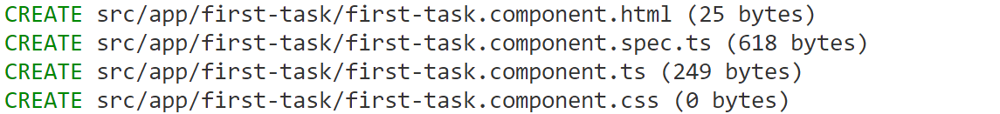 CREATE src/app/first-task/first-task.component.html (25 bytes)
CREATE src/app/first-task/first-task.component.spec.ts (618 bytes)
CREATE src/app/first-task/first-task.component.ts (249 bytes)
CREATE src/app/first-task/first-task.component.css (0 bytes)